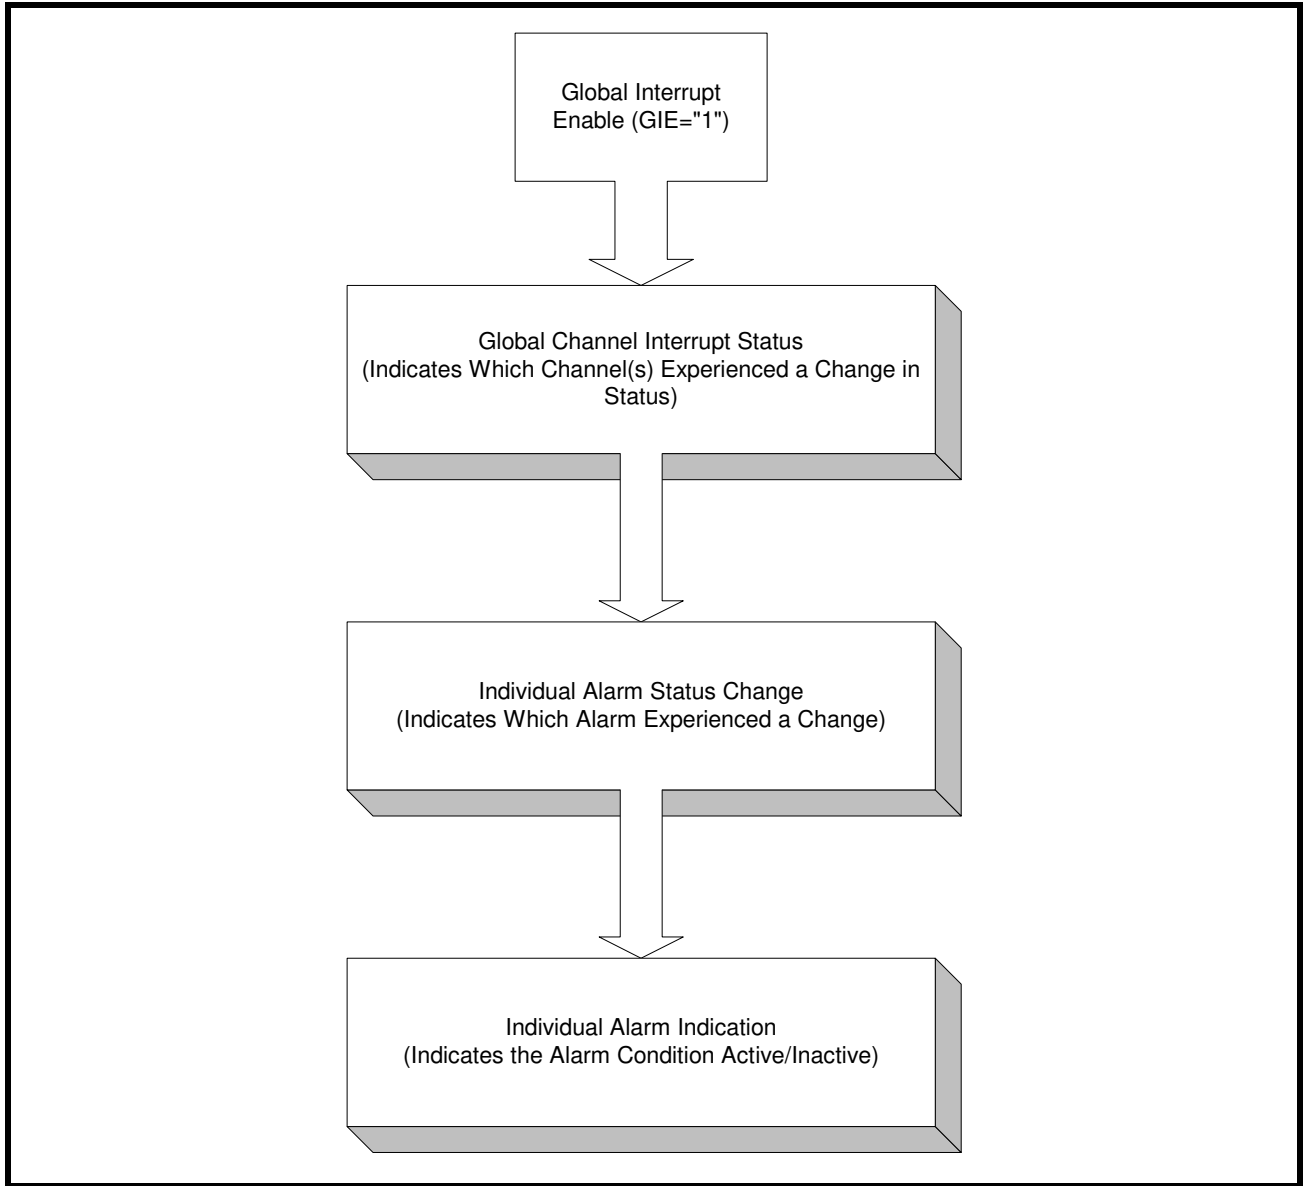 Global Interrupt
Enable (GIE="1")
Global Channel Interrupt Status
(Indicates Which Channel(s) Experienced a Change in
Status)
Individual Alarm Status Change
(Indicates Which Alarm Experienced a Change)
Individual Alarm Indication
(Indicates the Alarm Condition Active/Inactive)